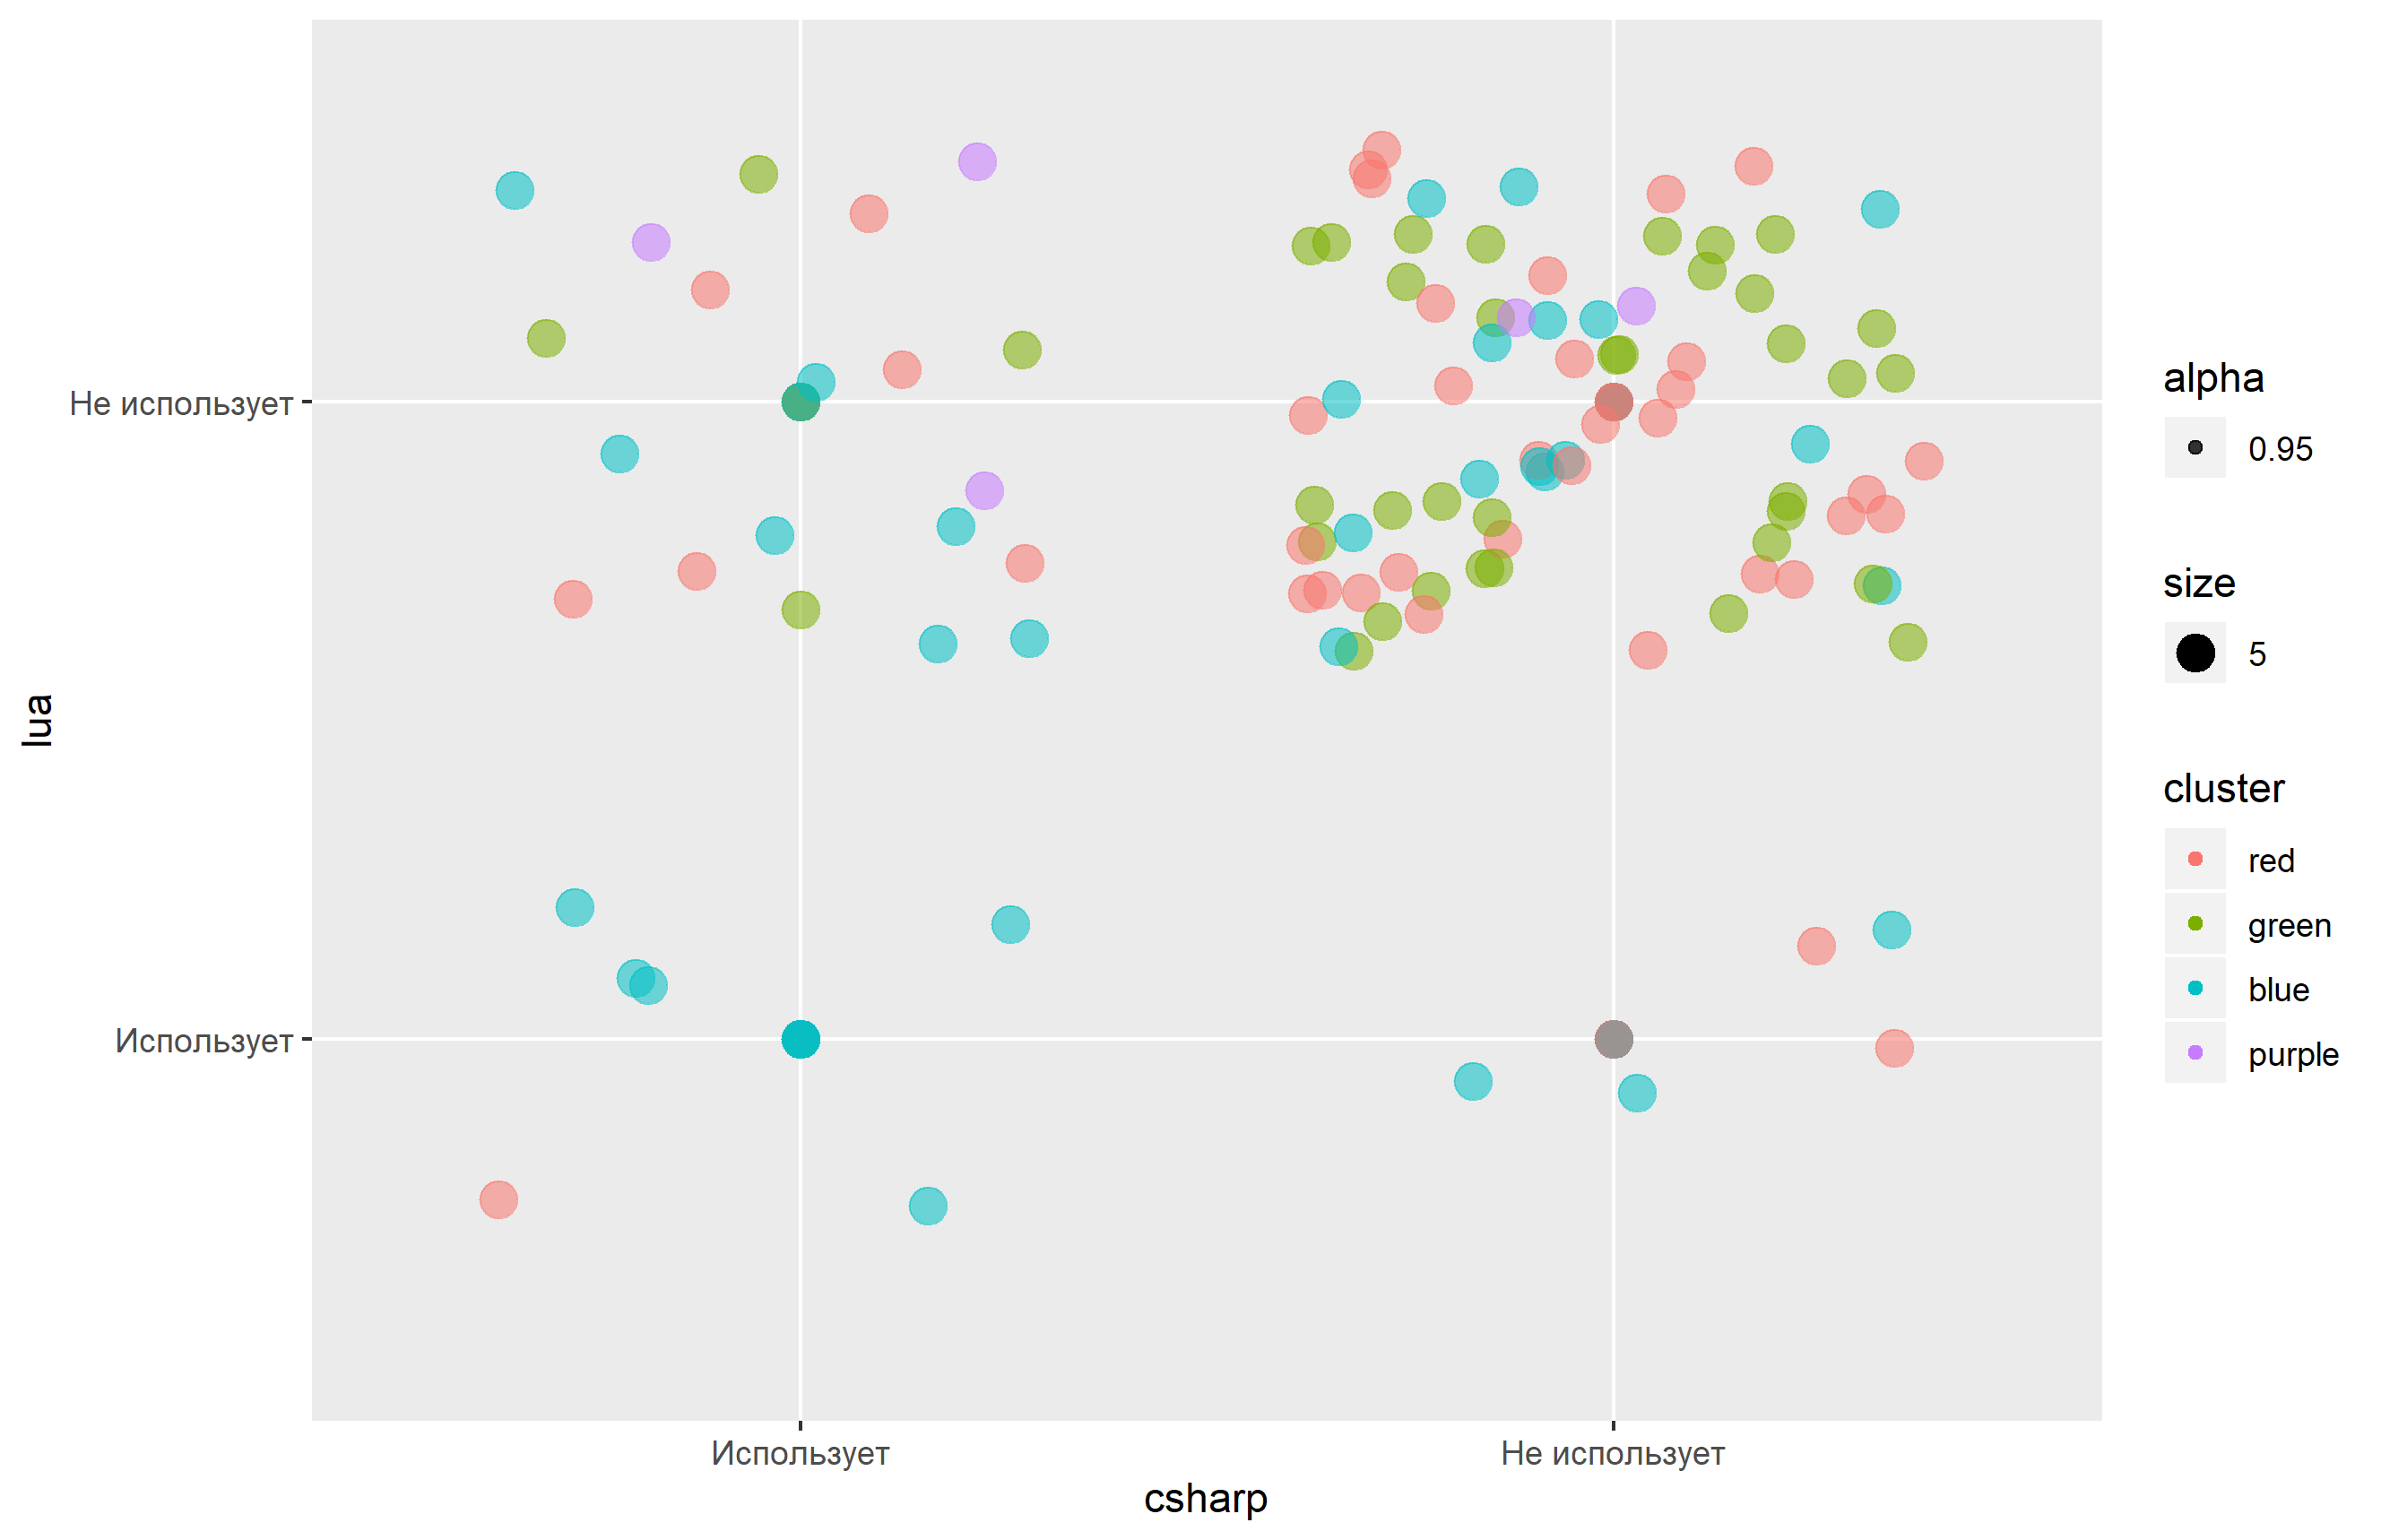 lua
Не использует
Использует
Использует
Не использует
csharp
alpha
0.95
size
5
cluster
red
green
blue
purple